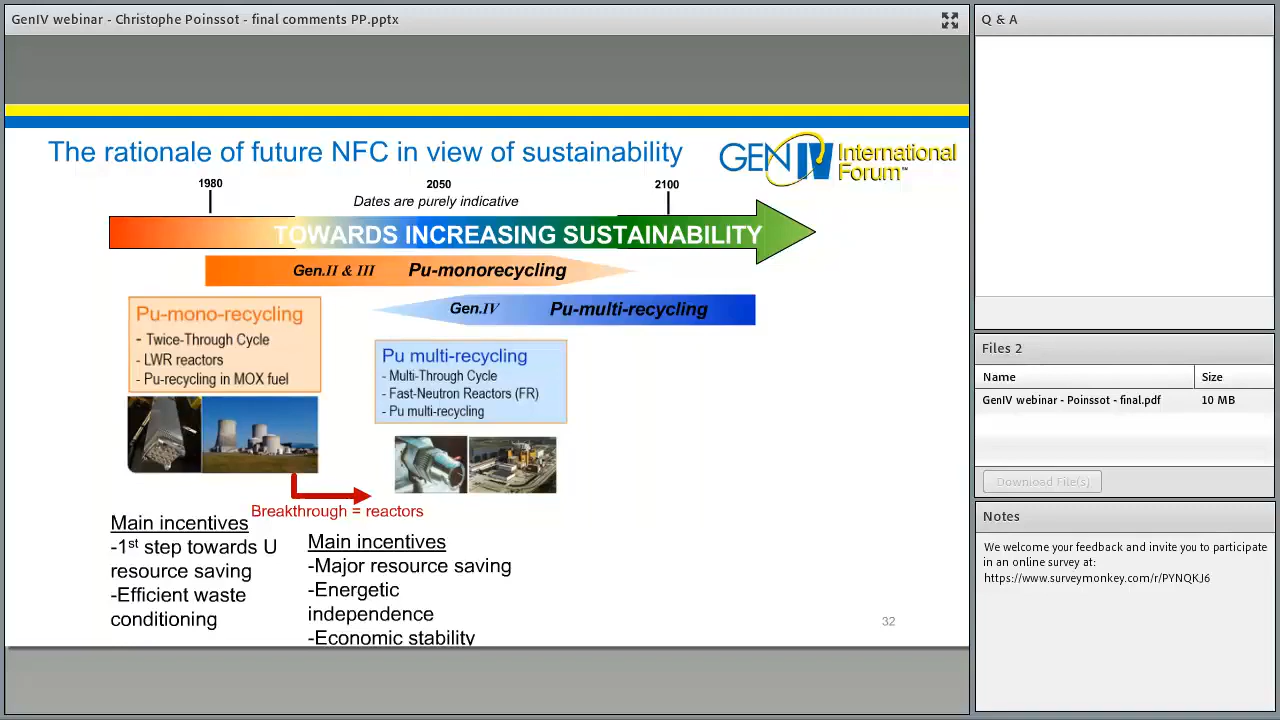 GenIV webinar - Christophe Poinssot - final comments PP.pptx
The rationale of future NFC in view of sustainability
GEN IV International
Forum™
1980
2050
2100
Dates are purely indicative
TOWARDS INCREASING SUSTAINABILITY
Gen.II & III Pu-monorecycling
Gen.IV Pu-multi-recycling
Pu-mono-recycling
- Twice-Through Cycle
- LWR reactors
- Pu-recycling in MOX fuel
Pu multi-recycling
- Multi-Through Cycle
- Fast-Neutron Reactors (FR)
- Pu multi-recycling
Breakthrough = reactors
Main incentives
-1st step towards U
resource saving
-Efficient waste
conditioning
Main incentives
-Major resource saving
-Energetic
independence
-Economic stability
32
Q & A
Files 2
Name Size
GenIV webinar - Poinssot - final.pdf 10 MB
Download File(s)
Notes
We welcome your feedback and invite you to participate
in an online survey at:
https://www.surveymonkey.com/r/PYNQKJ6